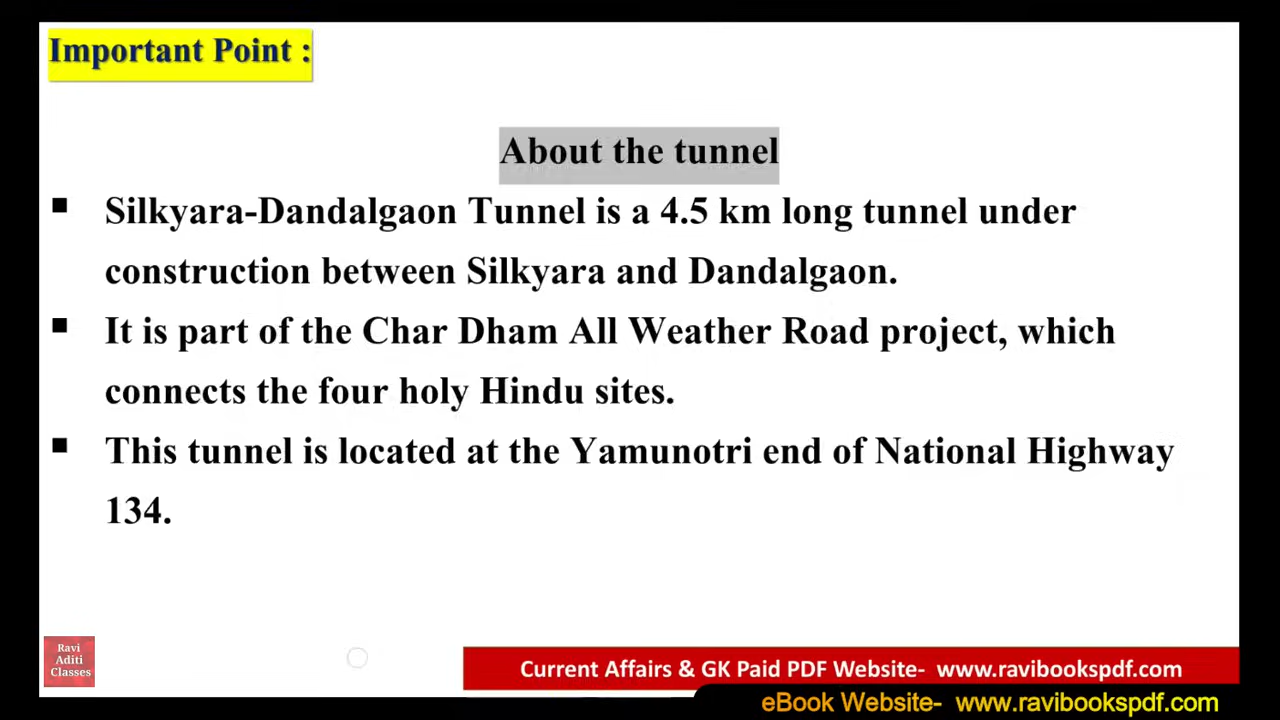 Important Point :
About the tunnel
▪ Silkyara-Dandalgaon Tunnel is a 4.5 km long tunnel under
construction between Silkyara and Dandalgaon.
▪ It is part of the Char Dham All Weather Road project, which
connects the four holy Hindu sites.
▪ This tunnel is located at the Yamunotri end of National Highway
134.
Ravi
Aditi
Classes
Current Affairs & GK Paid PDF Website- www.ravibookspdf.com
eBook Website- www.ravibookspdf.com